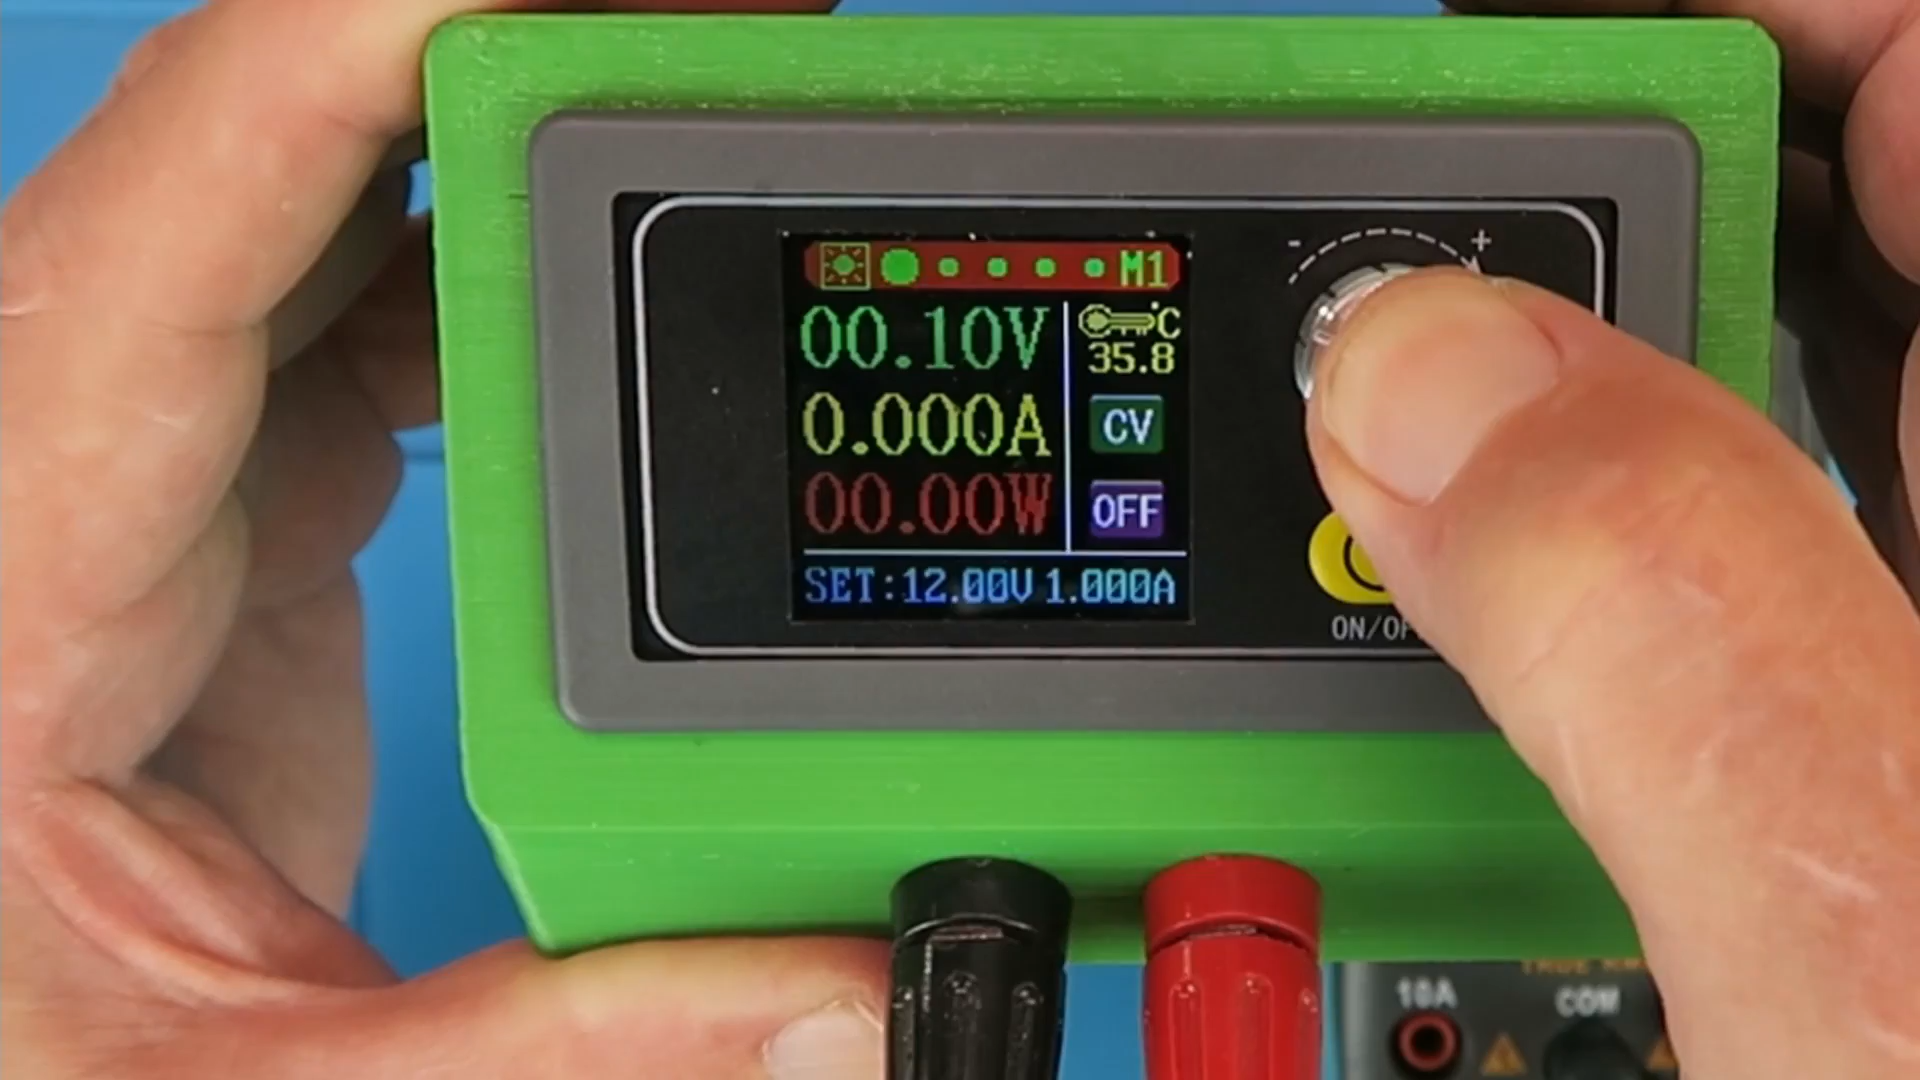 M1
- +
00.10V
°C
35.8
0.000A
CV
00.00W
OFF
SET:12.00V 1.000A
ON/OF
10A
COM